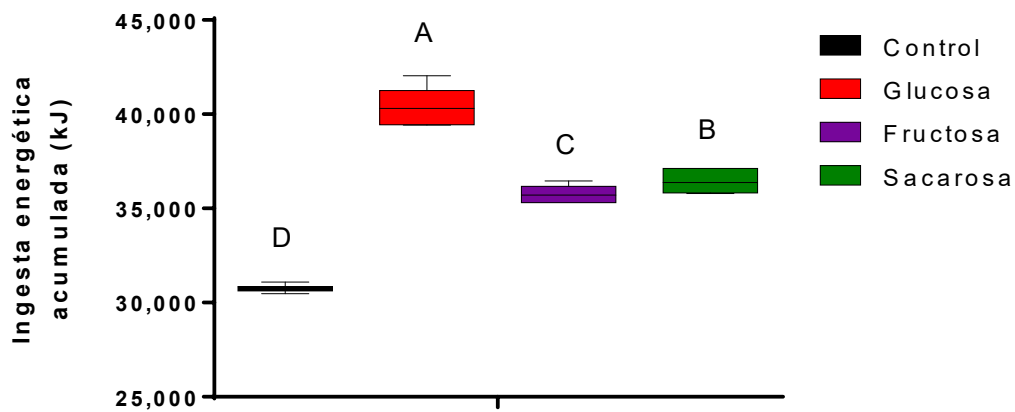 45,000
40,000
35,000
30,000
25,000
Ingesta energética
acumulada (kJ)
D
A
C
B
Control
Glucosa
Fructosa
Sacarosa